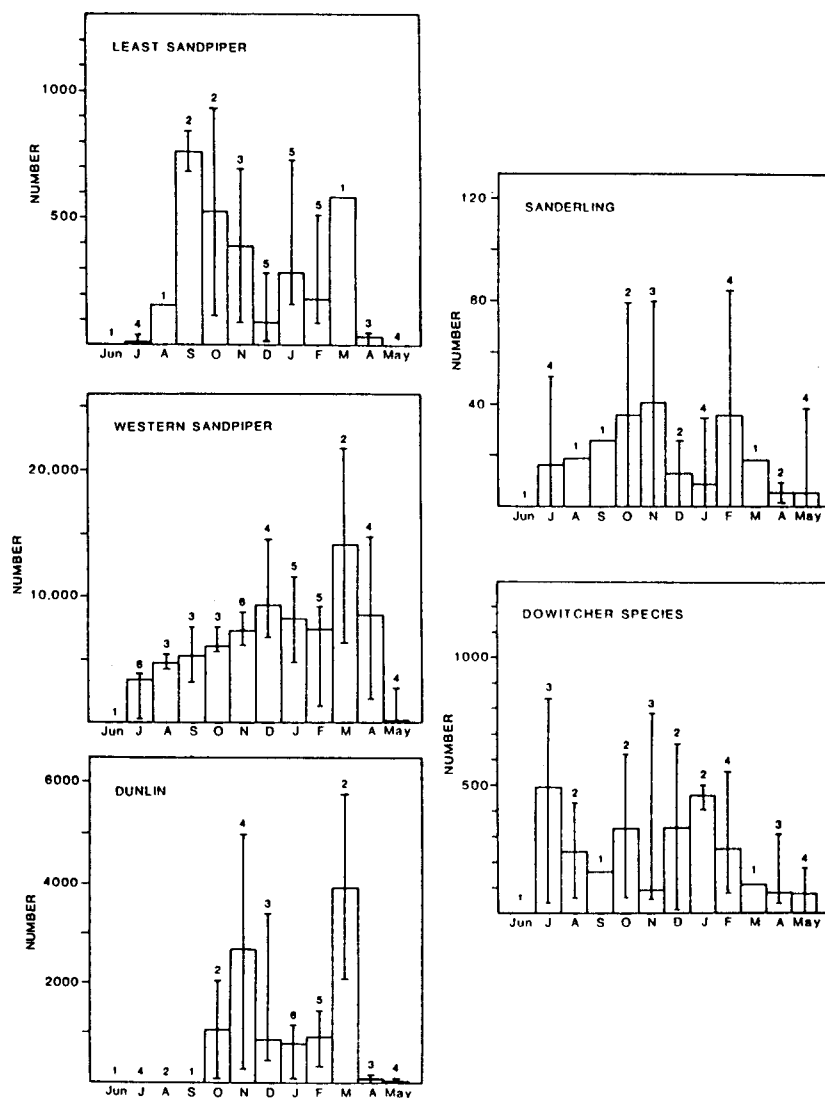 LEAST SANDPIPER
NUMBER
1000
500
1 4 1 2 2 3 5 5 5 1 3 4
Jun J A S O N D J F M A May
WESTERN SANDPIPER
NUMBER
20,000
10,000
1 6 3 3 3 6 4 5 5 2 4 4
Jun J A S O N D J F M A May
DUNLIN
NUMBER
6000
4000
2000
1 4 2 1 2 4 3 6 5 2 3 4
Jun J A S O N D J F M A May
SANDERLING
NUMBER
120
80
40
1 4 1 1 2 3 2 4 4 1 2 4
Jun J A S O N D J F M A May
DOWITCHER SPECIES
NUMBER
1000
500
1 3 2 1 2 3 2 2 4 1 3 4
Jun J A S O N D J F M A May